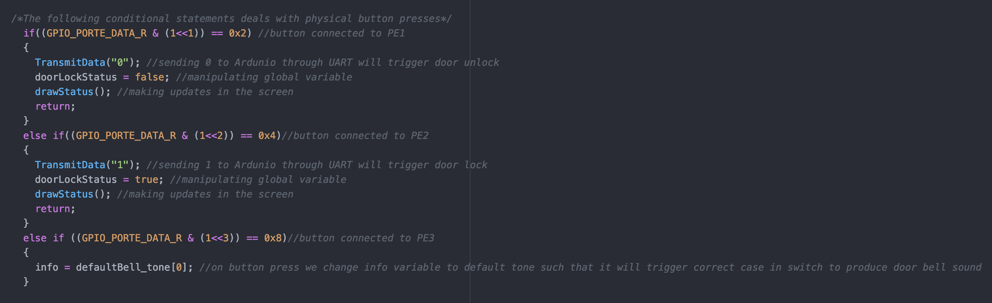 /*The following conditional statements deals with physical button presses*/
if((GPIO_PORTE_DATA_R & (1<<1)) == 0x2) //button connected to PE1
{
TransmitData("0"); //sending 0 to Ardunio through UART will trigger door unlock
doorLockStatus = false; //manipulating global variable
drawStatus(); //making updates in the screen
return;
}
else if((GPIO_PORTE_DATA_R & (1<<2)) == 0x4)//button connected to PE2
{
TransmitData("1"); //sending 1 to Ardunio through UART will trigger door lock
doorLockStatus = true; //manipulating global variable
drawStatus(); //making updates in the screen
return;
}
else if ((GPIO_PORTE_DATA_R & (1<<3)) == 0x8)//button connected to PE3
{
info = defaultBell_tone[0]; //on button press we change info variable to default tone such that it will trigger correct case in switch to produce door bell sound
}